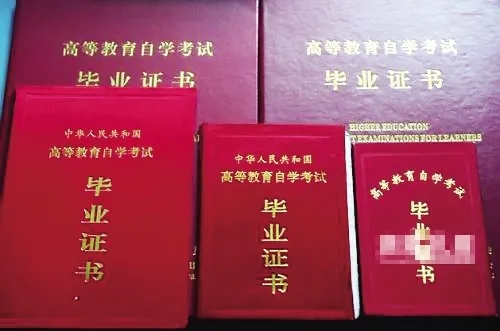 高等教育自学考试
毕业证书
高等教育自学考试
毕业证书
HIGHER EDUCATION
EXAMINATIONS FOR LEARNERS
中华人民共和国
高等教育自学考试
毕业证书
中华人民共和国
高等教育自学考试
毕业证书
高等教育自学考试
毕业书